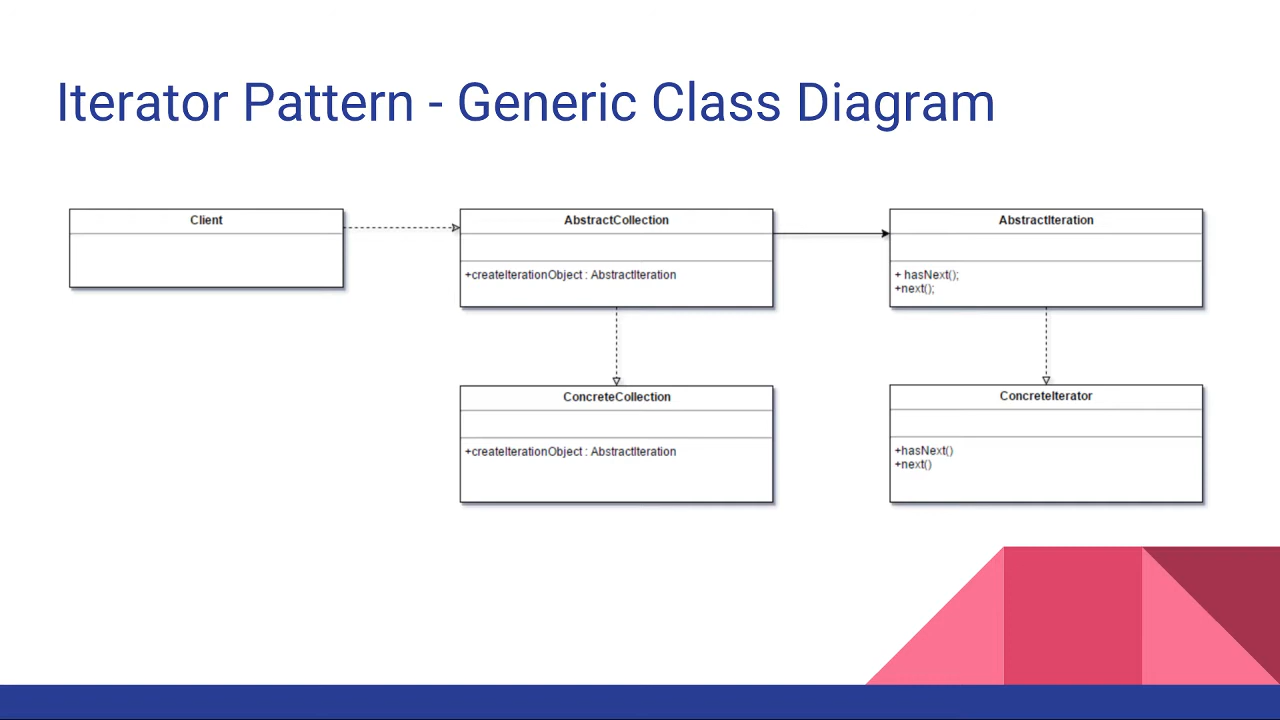 Iterator Pattern - Generic Class Diagram
Client
AbstractCollection
+createIterationObject : AbstractIteration
AbstractIteration
+ hasNext();
+next();
ConcreteCollection
+createIterationObject : AbstractIteration
ConcreteIterator
+hasNext()
+next()